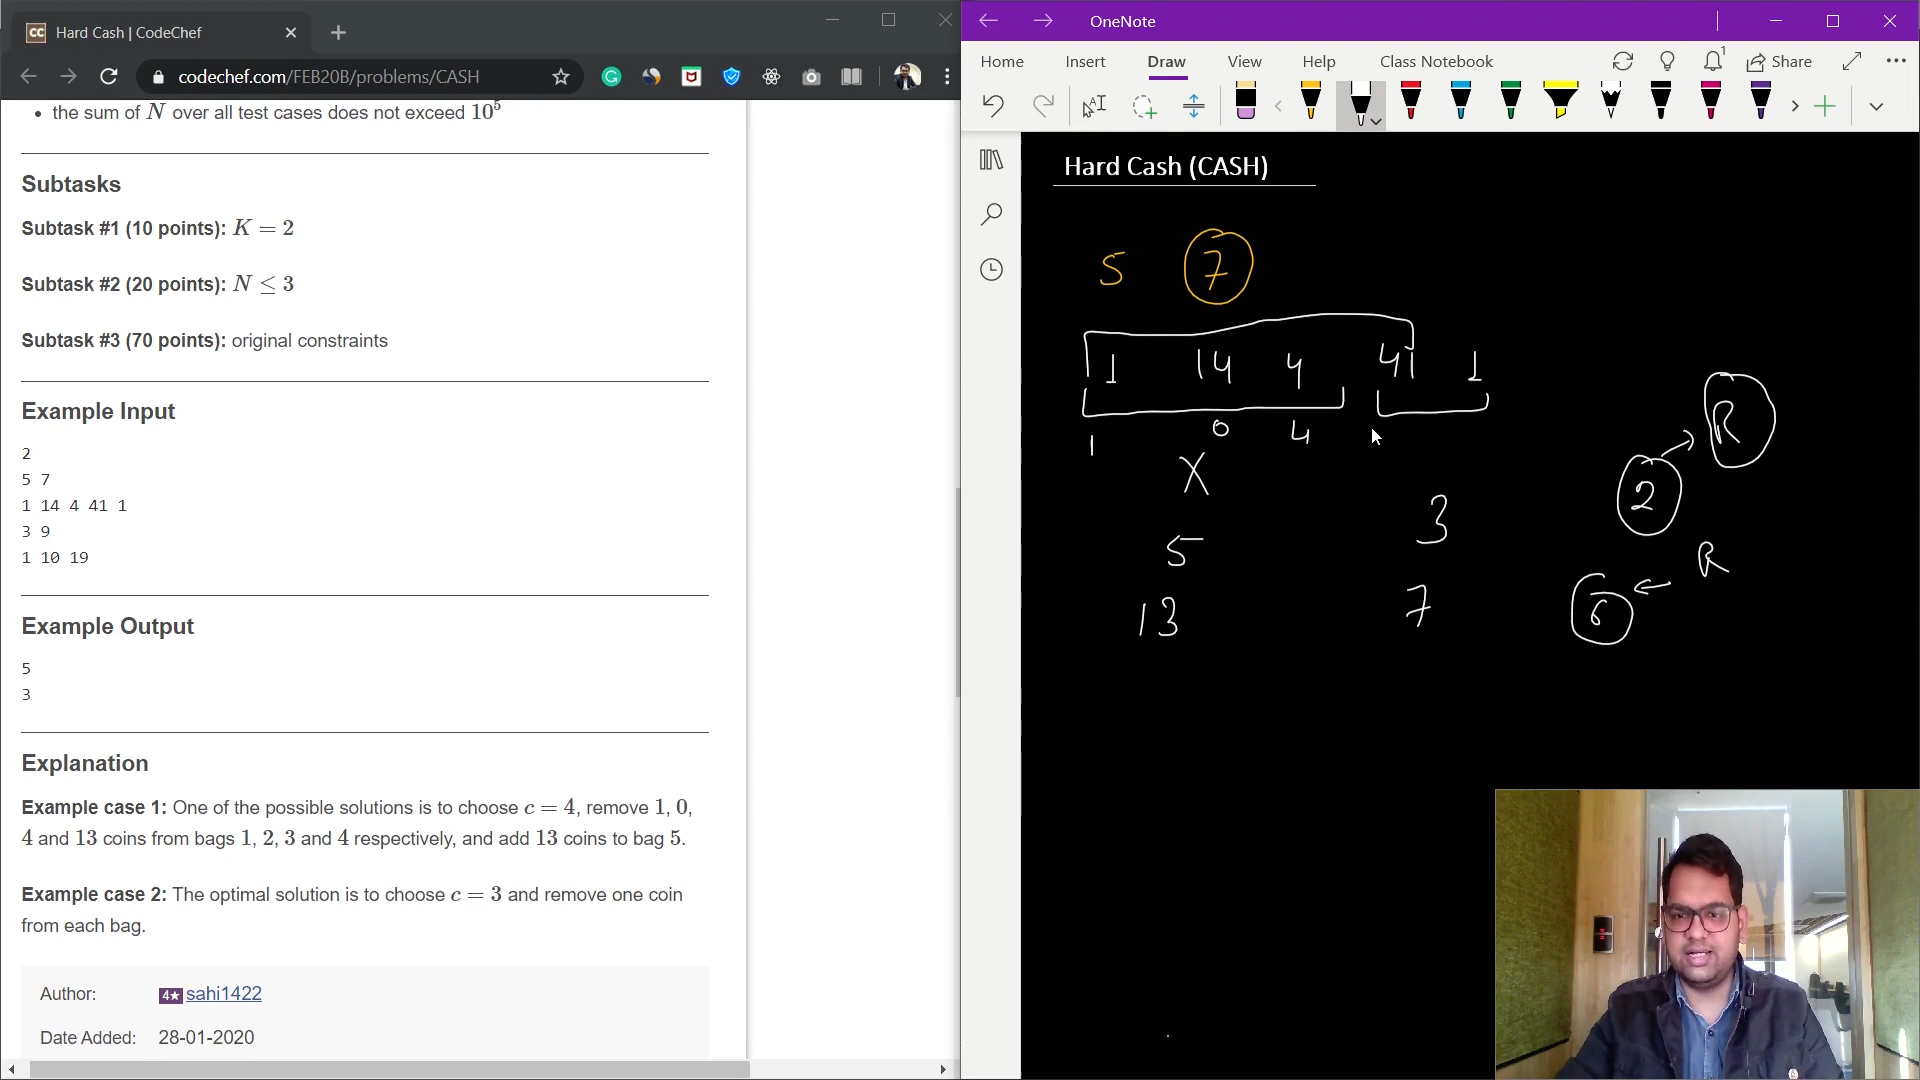 Hard Cash | CodeChef
codechef.com/FEB20B/problems/CASH
• the sum of N over all test cases does not exceed 10^5
Subtasks
Subtask #1 (10 points): K = 2
Subtask #2 (20 points): N ≤ 3
Subtask #3 (70 points): original constraints
Example Input
2
5 7
1 14 4 41 1
3 9
1 10 19
Example Output
5
3
Explanation
Example case 1: One of the possible solutions is to choose c = 4, remove 1, 0,
4 and 13 coins from bags 1, 2, 3 and 4 respectively, and add 13 coins to bag 5.
Example case 2: The optimal solution is to choose c = 3 and remove one coin
from each bag.
Author: 4★ sahi1422
Date Added: 28-01-2020
OneNote
Home Insert Draw View Help Class Notebook 1 Share
Hard Cash (CASH)
5 7
1 14 4 41 1
1 0 4
X
R
2
5 3
R
13 7 6